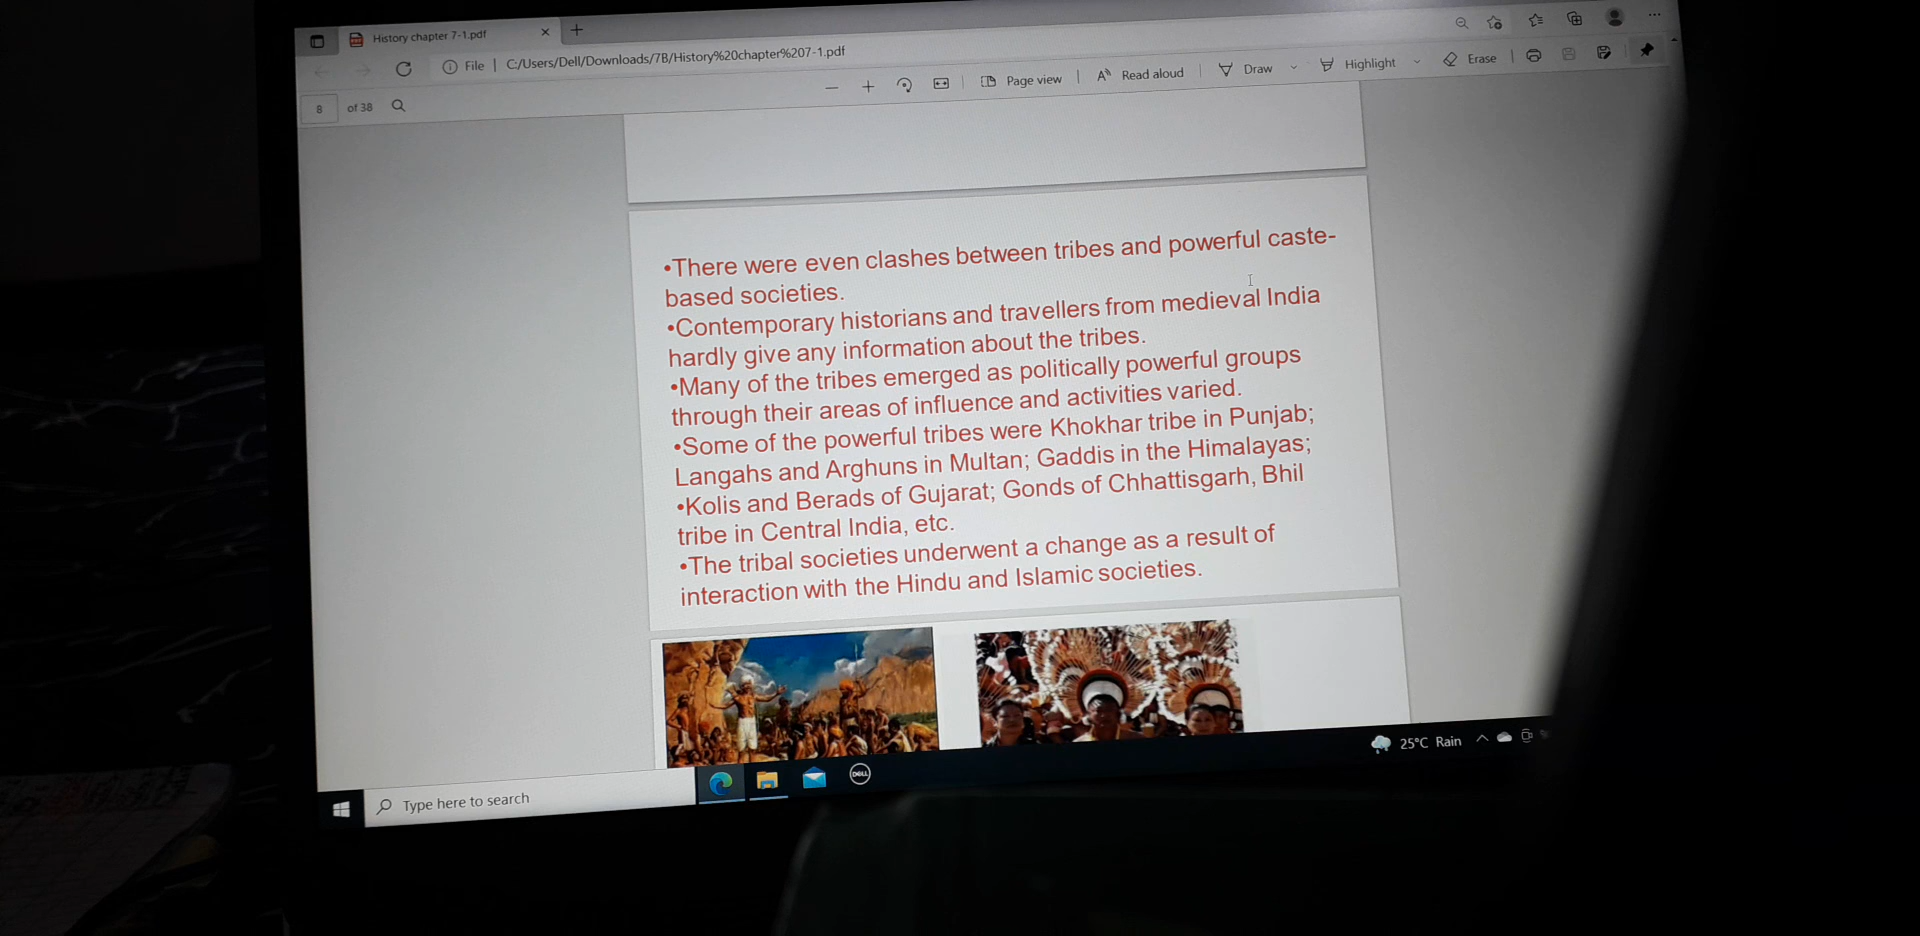 History chapter 7-1.pdf
File | C:/Users/Dell/Downloads/7B/History%20chapter%207-1.pdf
8 of 38
Page view
Read aloud
Draw
Highlight
Erase
•There were even clashes between tribes and powerful caste-
based societies.
•Contemporary historians and travellers from medieval India
hardly give any information about the tribes.
•Many of the tribes emerged as politically powerful groups
through their areas of influence and activities varied.
•Some of the powerful tribes were Khokhar tribe in Punjab;
Langahs and Arghuns in Multan; Gaddis in the Himalayas;
•Kolis and Berads of Gujarat; Gonds of Chhattisgarh, Bhil
tribe in Central India, etc.
•The tribal societies underwent a change as a result of
interaction with the Hindu and Islamic societies.
Type here to search
DELL
25°C Rain